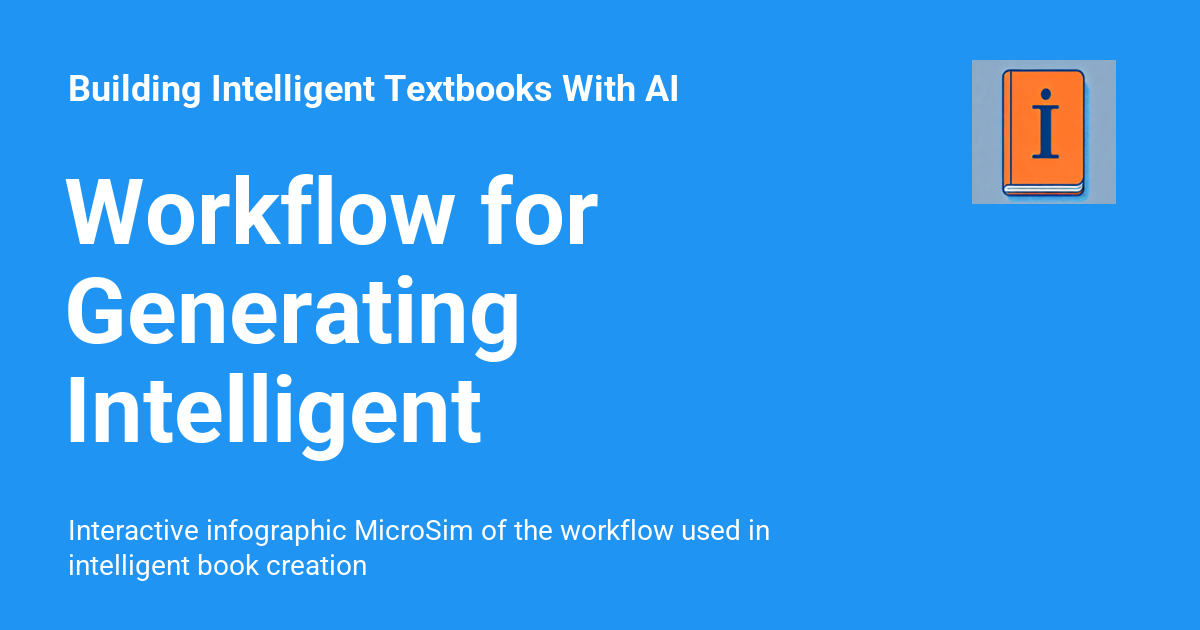 Building Intelligent Textbooks With AI
i
Workflow for
Generating
Intelligent
Interactive infographic MicroSim of the workflow used in
intelligent book creation